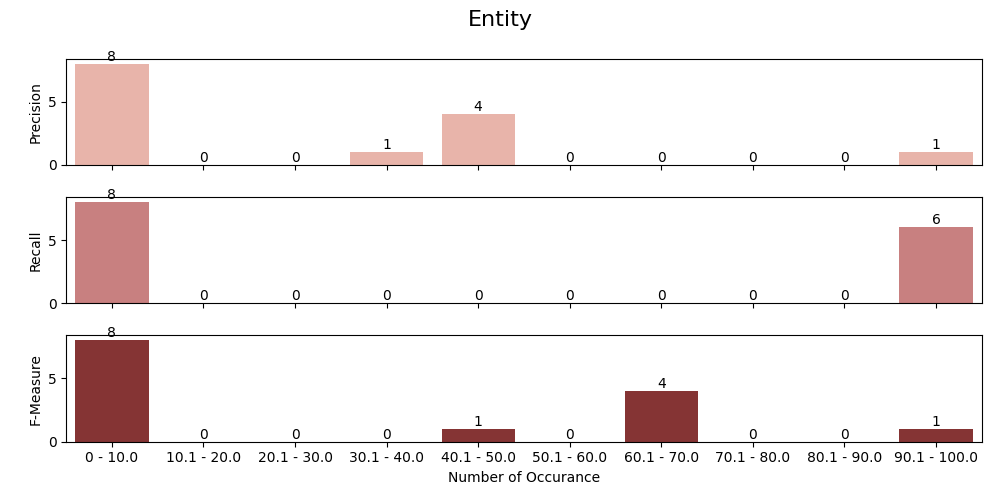 Entity
Precision
5
0
8 0 0 1 4 0 0 0 0 1
Recall
5
0
8 0 0 0 0 0 0 0 0 6
F-Measure
5
0
8 0 0 0 1 0 4 0 0 1
0 - 10.0 10.1 - 20.0 20.1 - 30.0 30.1 - 40.0 40.1 - 50.0 50.1 - 60.0 60.1 - 70.0 70.1 - 80.0 80.1 - 90.0 90.1 - 100.0
Number of Occurance